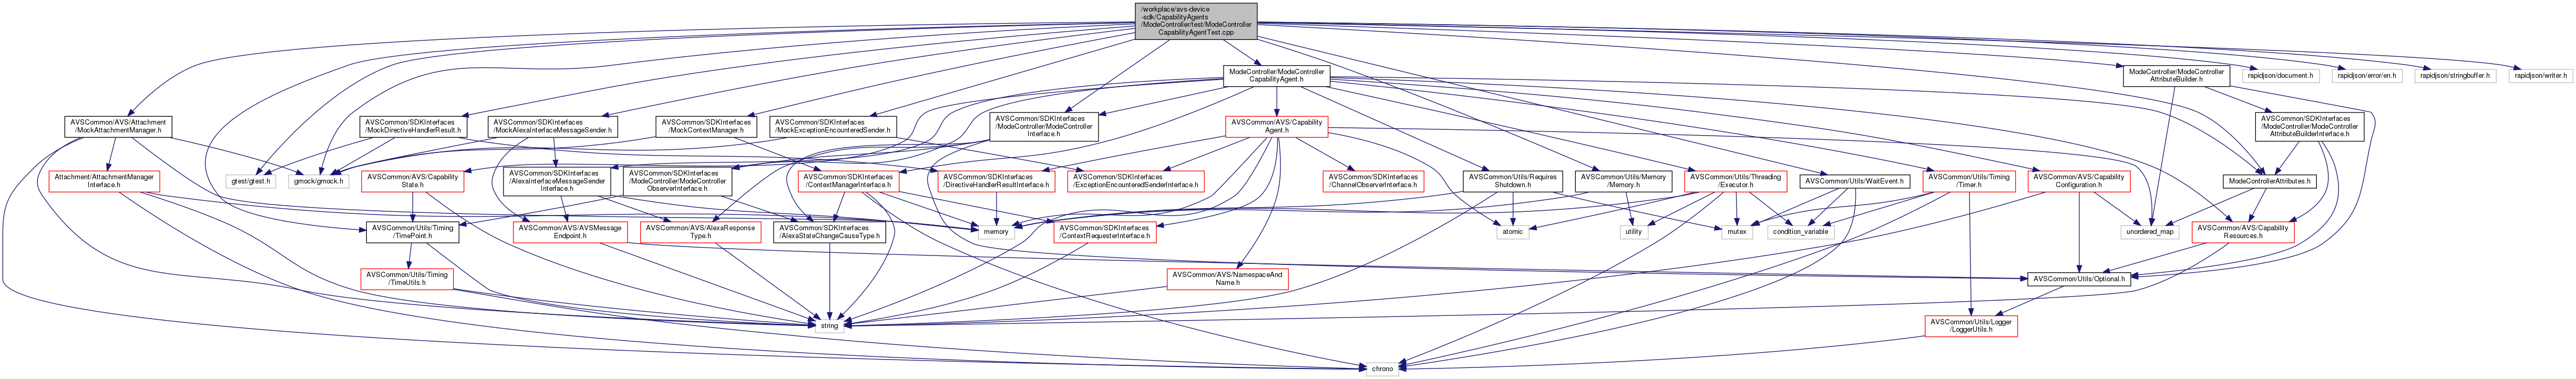 /workplace/avs-device
-sdk/CapabilityAgents
/ModeController/test/ModeController
CapabilityAgentTest.cpp
ModeController/ModeController
CapabilityAgent.h
ModeController/ModeController
AttributeBuilder.h
rapidjson/document.h
rapidjson/error/en.h
rapidjson/stringbuffer.h
rapidjson/writer.h
AVSCommon/AVS/Attachment
/MockAttachmentManager.h
AVSCommon/SDKInterfaces
/MockDirectiveHandlerResult.h
AVSCommon/SDKInterfaces
/MockAlexaInterfaceMessageSender.h
AVSCommon/SDKInterfaces
/MockContextManager.h
AVSCommon/SDKInterfaces
/MockExceptionEncounteredSender.h
AVSCommon/SDKInterfaces
/ModeController/ModeController
Interface.h
AVSCommon/AVS/Capability
Agent.h
AVSCommon/SDKInterfaces
/ModeController/ModeController
AttributeBuilderInterface.h
Attachment/AttachmentManager
Interface.h
gtest/gtest.h
gmock/gmock.h
AVSCommon/AVS/Capability
State.h
AVSCommon/SDKInterfaces
/AlexaInterfaceMessageSender
Interface.h
AVSCommon/SDKInterfaces
/ModeController/ModeController
ObserverInterface.h
AVSCommon/SDKInterfaces
/ContextManagerInterface.h
AVSCommon/SDKInterfaces
/DirectiveHandlerResultInterface.h
AVSCommon/SDKInterfaces
/ExceptionEncounteredSenderInterface.h
AVSCommon/SDKInterfaces
/ChannelObserverInterface.h
AVSCommon/Utils/Requires
Shutdown.h
AVSCommon/Utils/Memory
/Memory.h
AVSCommon/Utils/Threading
/Executor.h
AVSCommon/Utils/WaitEvent.h
AVSCommon/Utils/Timing
/Timer.h
AVSCommon/AVS/Capability
Configuration.h
ModeControllerAttributes.h
AVSCommon/Utils/Timing
/TimePoint.h
AVSCommon/AVS/AVSMessage
Endpoint.h
AVSCommon/AVS/AlexaResponse
Type.h
AVSCommon/SDKInterfaces
/AlexaStateChangeCauseType.h
memory
AVSCommon/SDKInterfaces
/ContextRequesterInterface.h
atomic
utility
mutex
condition_variable
unordered_map
AVSCommon/AVS/Capability
Resources.h
AVSCommon/Utils/Timing
/TimeUtils.h
AVSCommon/AVS/NamespaceAnd
Name.h
AVSCommon/Utils/Optional.h
string
AVSCommon/Utils/Logger
/LoggerUtils.h
chrono